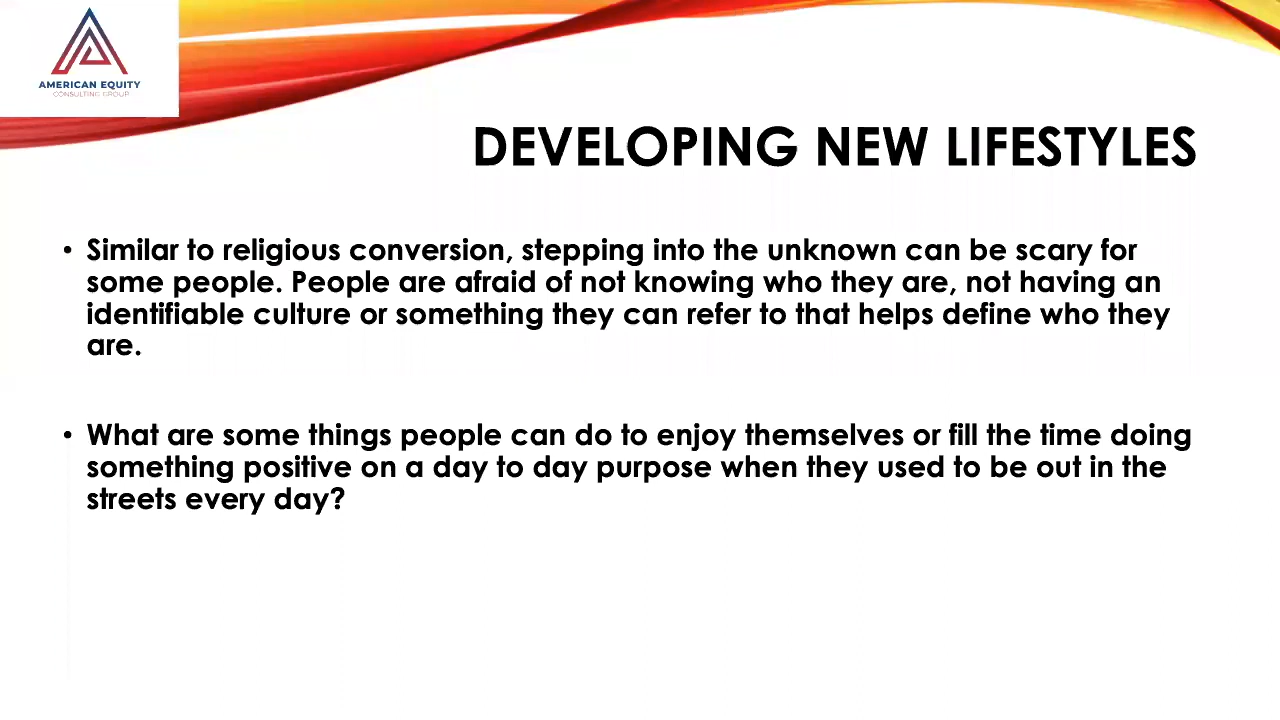 AMERICAN EQUITY
CONSULTING GROUP
DEVELOPING NEW LIFESTYLES
• Similar to religious conversion, stepping into the unknown can be scary for
some people. People are afraid of not knowing who they are, not having an
identifiable culture or something they can refer to that helps define who they
are.
• What are some things people can do to enjoy themselves or fill the time doing
something positive on a day to day purpose when they used to be out in the
streets every day?